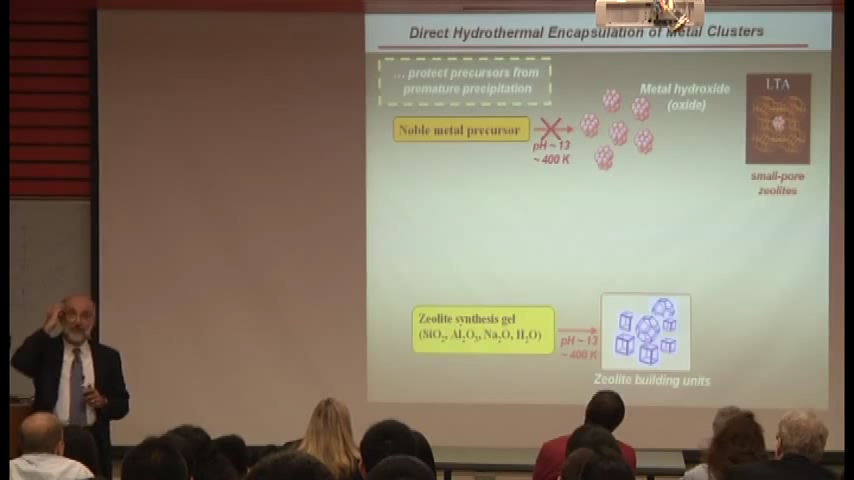 Direct Hydrothermal Encapsulation of Metal Clusters
... protect precursors from
premature precipitation
Noble metal precursor
pH ~ 13
~ 400 K
Metal hydroxide
(oxide)
LTA
small-pore
zeolites
Zeolite synthesis gel
(SiO₂, Al₂O₃, Na₂O, H₂O)
pH ~ 13
~ 400 K
Zeolite building units